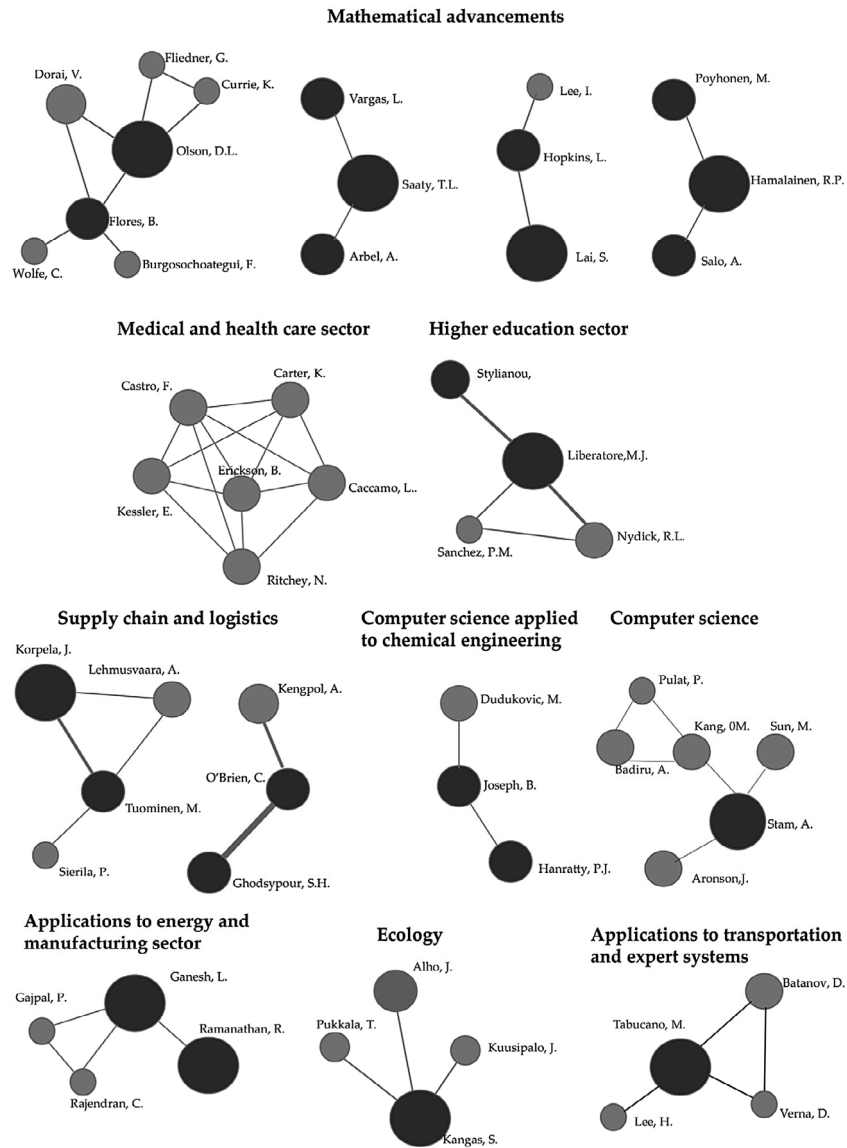 Mathematical advancements
Fliedner, G.
Dorai, V.
Currie, K.
Olson, D.L.
Flores, B.
Wolfe, C.
Burgosochoategui, F.
Vargas, L.
Saaty, T.L.
Arbel, A.
Lee, I.
Hopkins, L.
Lai, S.
Poyhonen, M.
Hamalainen, R.P.
Salo, A.
Medical and health care sector
Castro, F.
Carter, K.
Erickson, B.
Kessler, E.
Caccamo, L..
Ritchey, N.
Higher education sector
Stylianou,
Liberatore,M.J.
Sanchez, P.M.
Nydick, R.L.
Supply chain and logistics
Korpela, J.
Lehmusvaara, A.
Tuominen, M.
Sierila, P.
Kengpol, A.
O'Brien, C.
Ghodsypour, S.H.
Computer science applied
to chemical engineering
Dudukovic, M.
Joseph, B.
Hanratty, P.J.
Computer science
Pulat, P.
Kang, 0M.
Sun, M.
Badiru, A.
Stam, A.
Aronson,J.
Applications to energy and
manufacturing sector
Ganesh, L.
Gajpal, P.
Ramanathan, R.
Rajendran, C.
Ecology
Alho, J.
Pukkala, T.
Kuusipalo, J.
Kangas, S.
Applications to transportation
and expert systems
Batanov, D.
Tabucano, M.
Lee, H.
Verna, D.